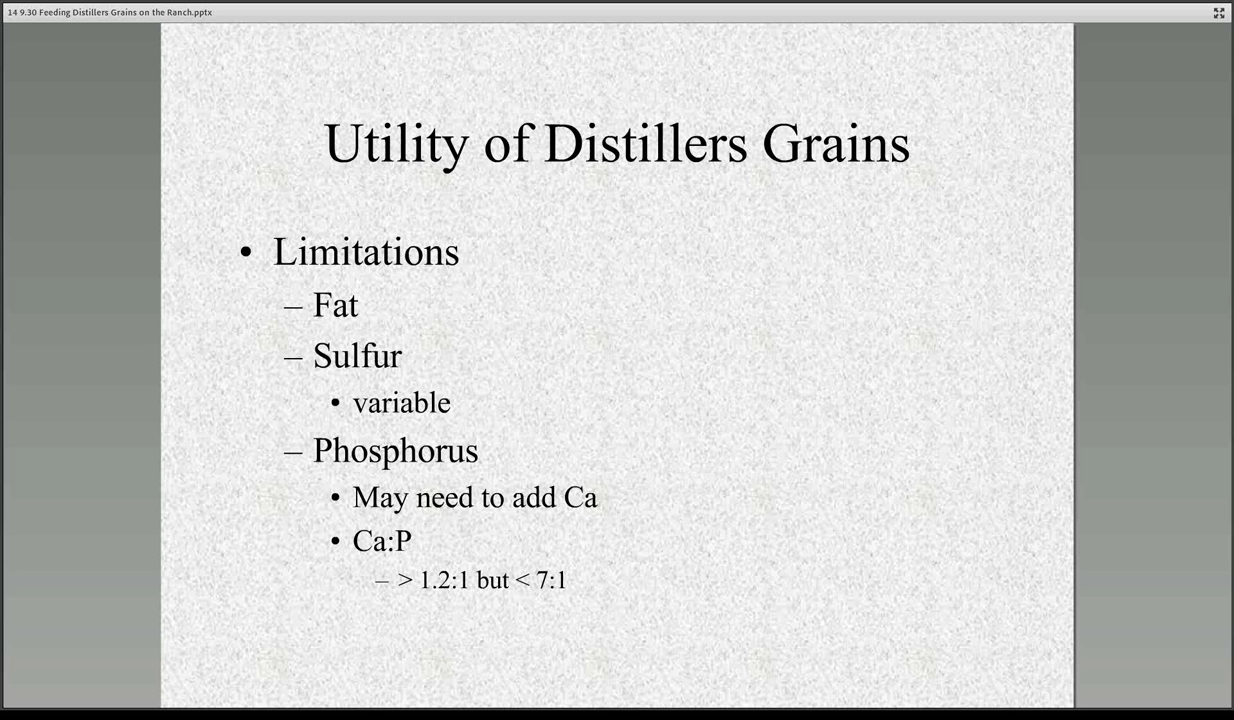 14 9.30 Feeding Distillers Grains on the Ranch.pptx
Utility of Distillers Grains
• Limitations
– Fat
– Sulfur
• variable
– Phosphorus
• May need to add Ca
• Ca:P
– > 1.2:1 but < 7:1